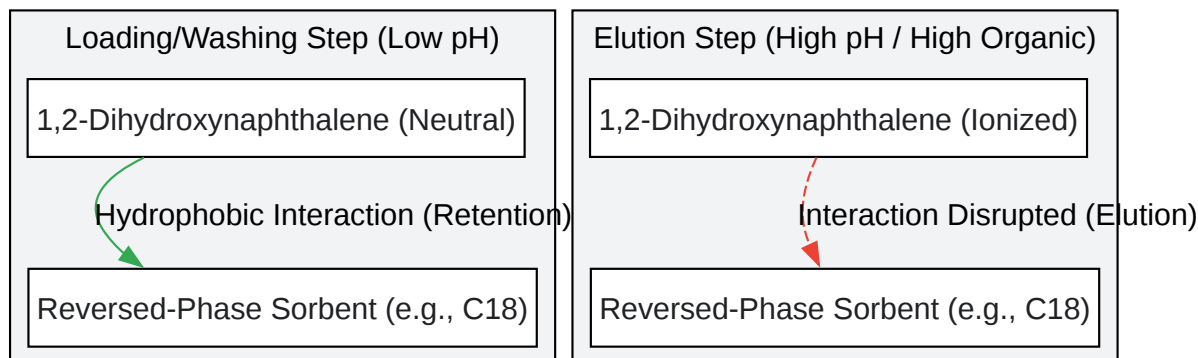 Loading/Washing Step (Low pH)
1,2-Dihydroxynaphthalene (Neutral)
Hydrophobic Interaction (Retention)
Reversed-Phase Sorbent (e.g., C18)
Elution Step (High pH / High Organic)
1,2-Dihydroxynaphthalene (Ionized)
Interaction Disrupted (Elution)
Reversed-Phase Sorbent (e.g., C18)